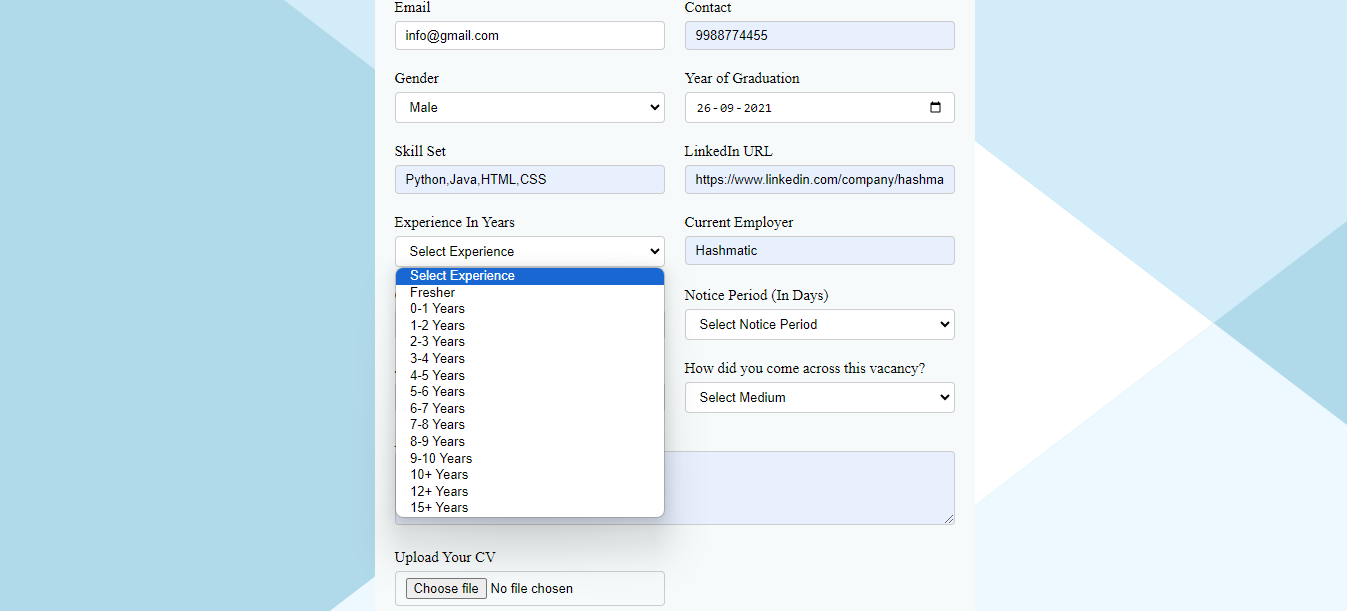 Email
Contact
info@gmail.com
9988774455
Gender
Year of Graduation
Male
26-09-2021
Skill Set
LinkedIn URL
Python,Java,HTML,CSS
https://www.linkedin.com/company/hashma
Experience In Years
Current Employer
Select Experience
Hashmatic
Select Experience
Fresher
0-1 Years
1-2 Years
2-3 Years
3-4 Years
4-5 Years
5-6 Years
6-7 Years
7-8 Years
8-9 Years
9-10 Years
10+ Years
12+ Years
15+ Years
Notice Period (In Days)
Select Notice Period
How did you come across this vacancy?
Select Medium
Upload Your CV
Choose file No file chosen